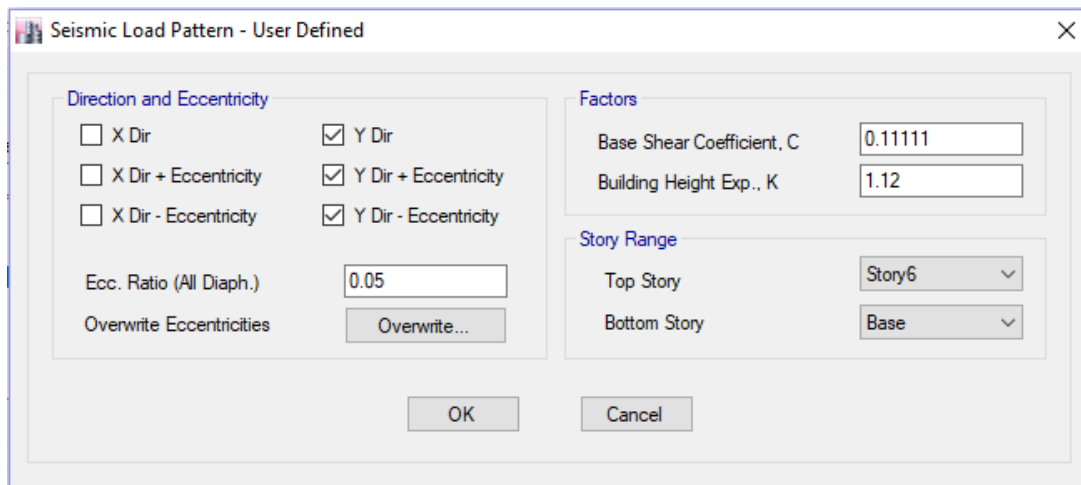 Seismic Load Pattern - User Defined
Direction and Eccentricity
X Dir
Y Dir
X Dir + Eccentricity
Y Dir + Eccentricity
X Dir - Eccentricity
Y Dir - Eccentricity
Ecc. Ratio (All Diaph.)
0.05
Overwrite Eccentricities
Overwrite...
Factors
Base Shear Coefficient, C
0.11111
Building Height Exp., K
1.12
Story Range
Top Story
Story6
Bottom Story
Base
OK
Cancel